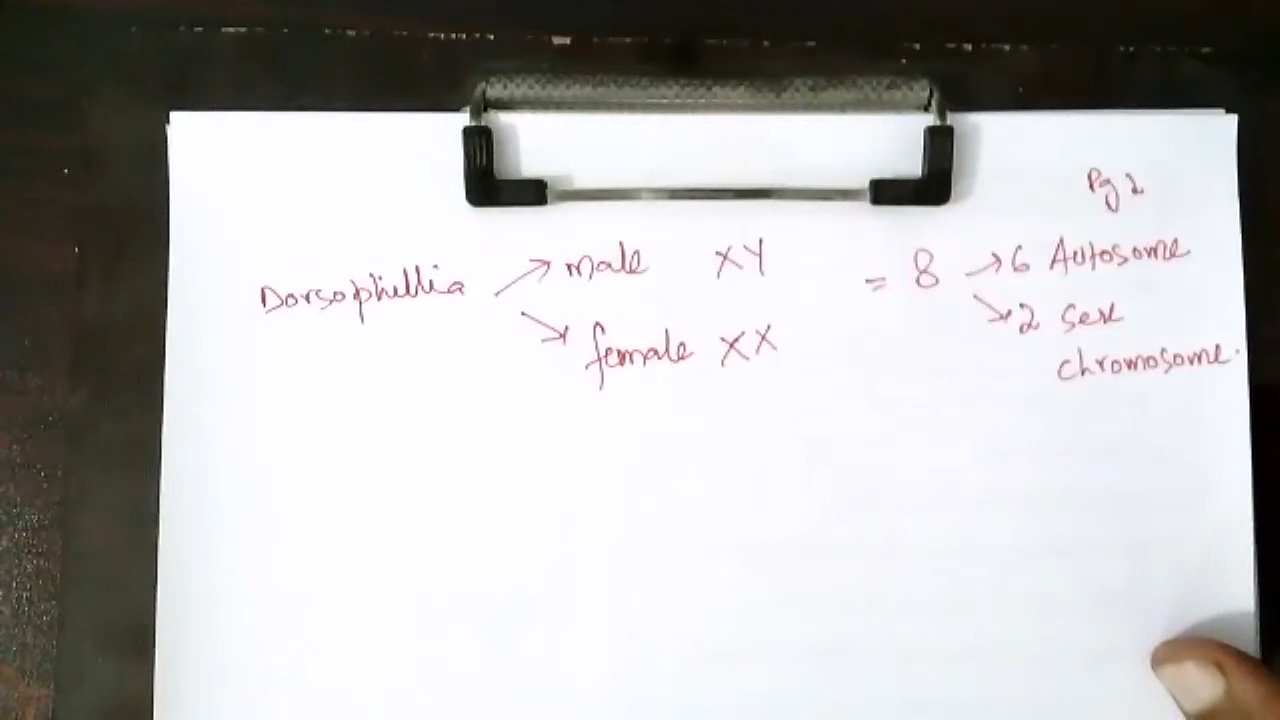 Pg 2
Dorsophillia → male XY = 8 → 6 Autosome
↘ female XX ↘ 2 sex
chromosome.